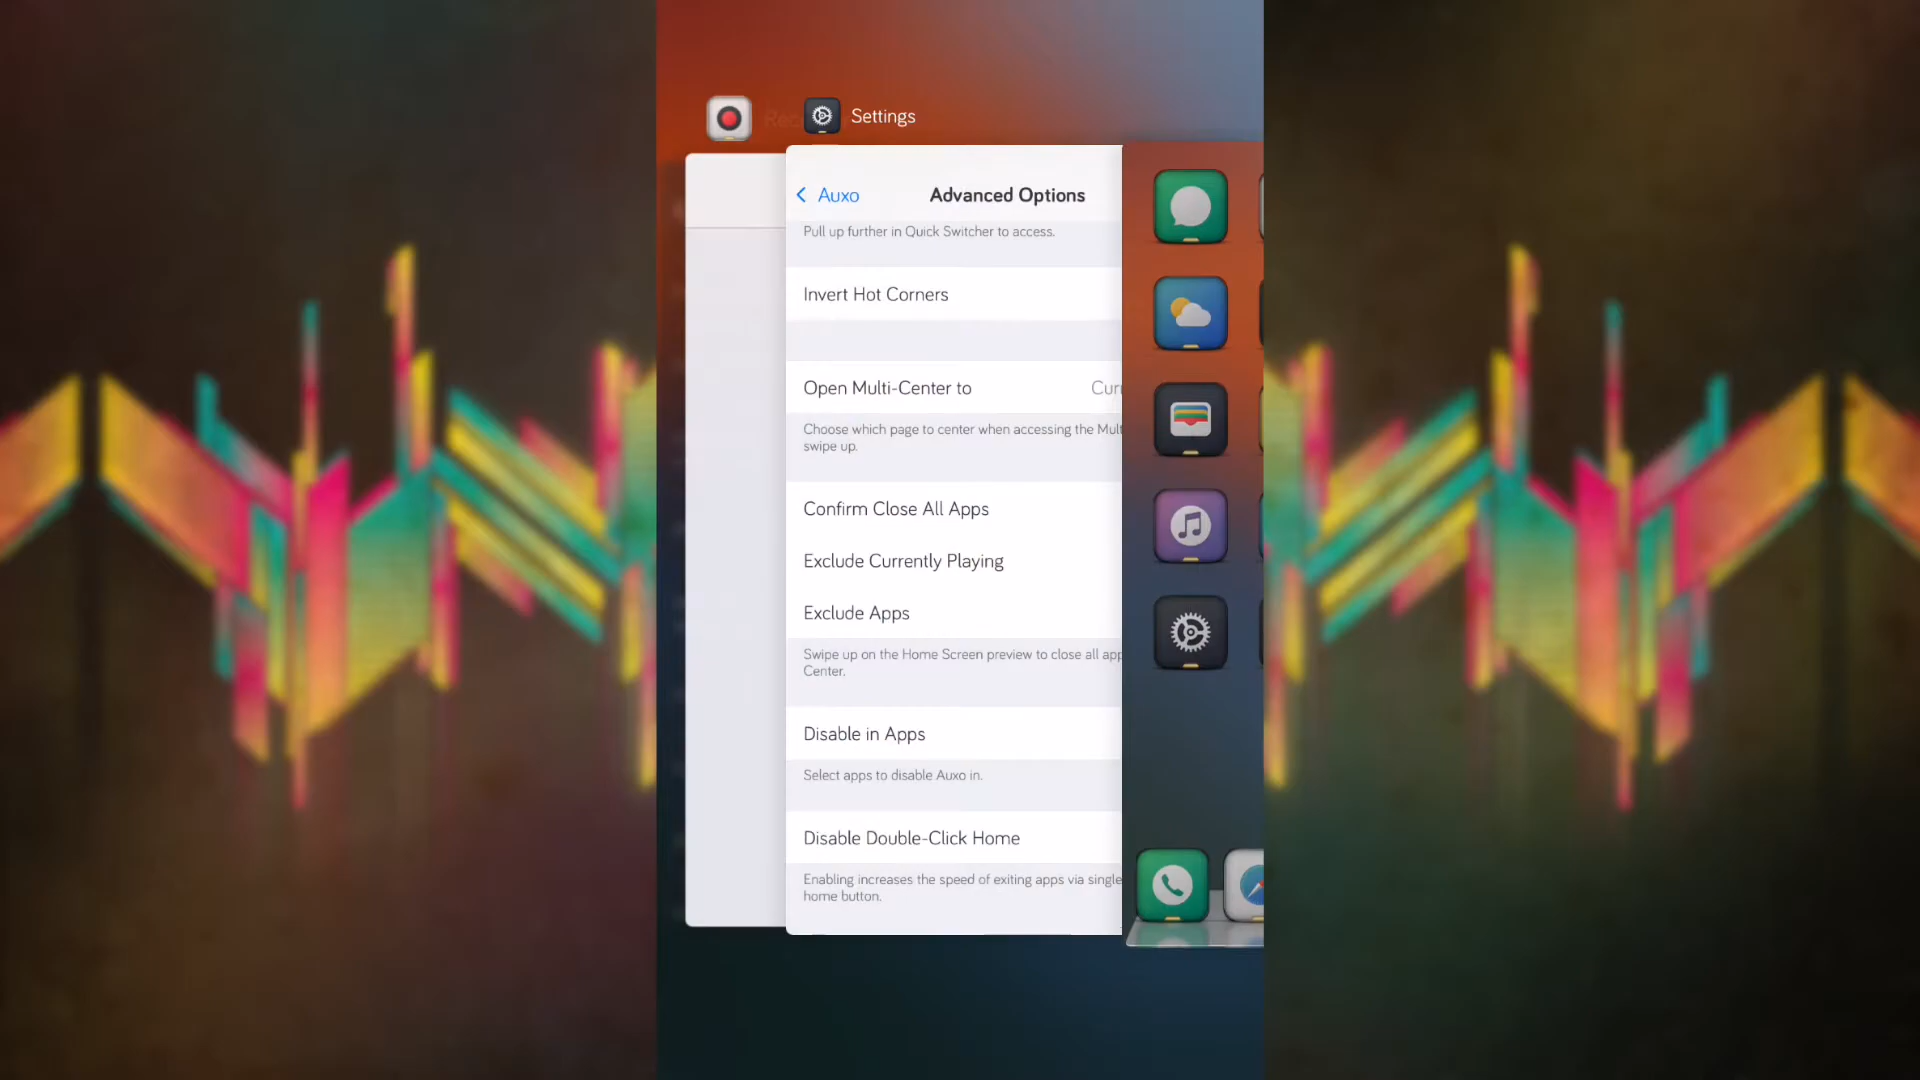 Rec
Settings
Auxo
Advanced Options
Pull up further in Quick Switcher to access.
Invert Hot Corners
Open Multi-Center to
Curr
Choose which page to center when accessing the Mult
swipe up.
Confirm Close All Apps
Exclude Currently Playing
Exclude Apps
Swipe up on the Home Screen preview to close all app
Center.
Disable in Apps
Select apps to disable Auxo in.
Disable Double-Click Home
Enabling increases the speed of exiting apps via single
home button.